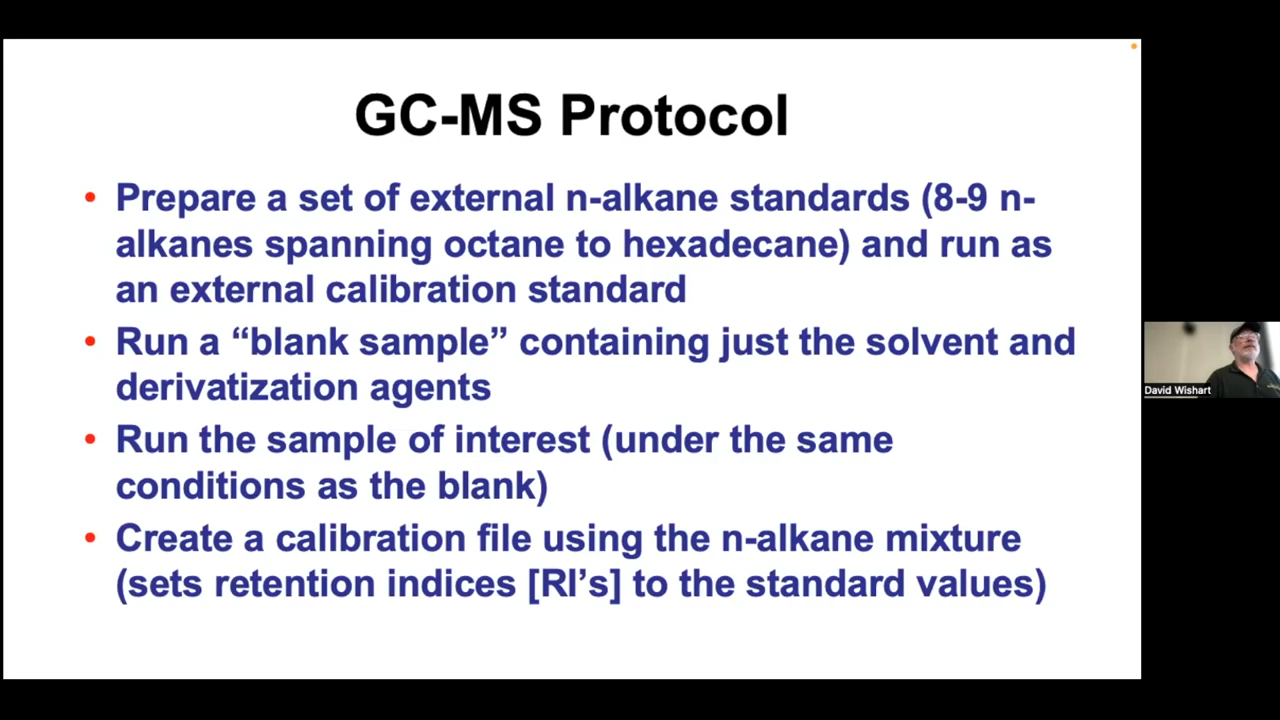 GC-MS Protocol
• Prepare a set of external n-alkane standards (8-9 n-
alkanes spanning octane to hexadecane) and run as
an external calibration standard
• Run a “blank sample” containing just the solvent and
derivatization agents
• Run the sample of interest (under the same
conditions as the blank)
• Create a calibration file using the n-alkane mixture
(sets retention indices [RI’s] to the standard values)
David Wishart